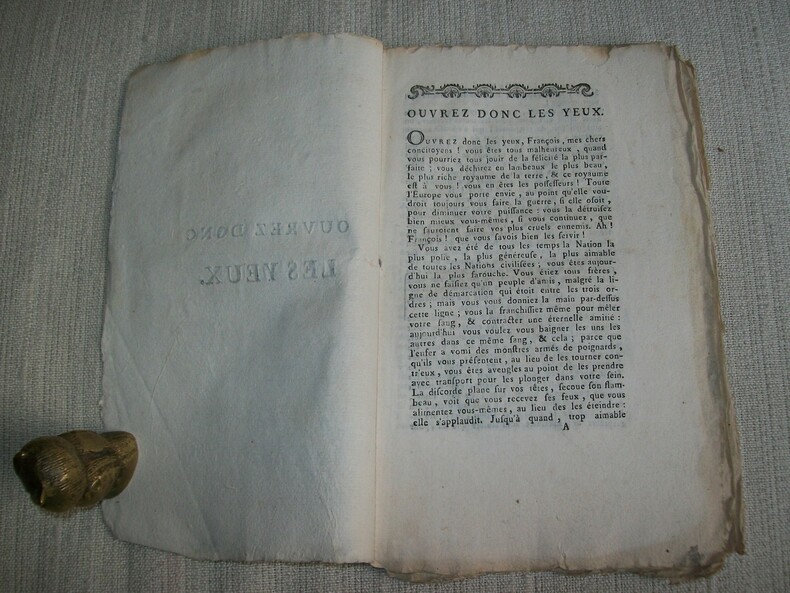 OUVREZ DONC
LES YEUX.
OUVREZ DONC LES YEUX.
OUVREZ donc les yeux, François, mes chers
concitoyens ! vous êtes tous malheureux, quand
vous pourriez tous jouir de la félicité la plus par-
faite ; vous déchirez en lambeaux le plus beau,
le plus riche royaume de la terre, & ce royaume
est à vous ! vous en êtes les possesseurs ! Toute
l'Europe vous porte envie, au point qu'elle vou-
droit toujours vous faire la guerre, si elle osoit,
pour diminuer votre puissance : vous la détruisez
bien mieux vous-mêmes, si vous continuez, que
ne sauroient faire vos plus cruels ennemis. Ah !
François ! que vous savois bien les servir !
Vous avez été de tous les temps la Nation la
plus polie, la plus généreuse, la plus aimable
de toutes les Nations civilisées ; vous êtes aujour-
d'hui la plus farouche. Vous étiez tous frères,
vous ne faisiez qu'un peuple d'amis, malgré la li-
gne de démarcation qui étoit entre les trois or-
dres ; mais vous vous donniez la main par-dessus
cette ligne ; vous la franchissiez même pour mêler
votre sang, & contracter une éternelle amitié :
aujourd'hui vous voulez vous baigner les uns les
autres dans ce même sang, & cela ; parce que
l'enfer a vomi des monstres armés de poignards,
qu'ils vous présentent, au lieu de les tourner con-
tr'eux, vous êtes aveugles au point de les prendre
avec transport pour les plonger dans votre sein.
La discorde plane sur vos têtes, secoue son flam-
beau, voit que vous recevez ses feux, que vous
alimentez vous-mêmes, au lieu des les éteindre :
elle s'applaudit. Jusqu'à quand, trop aimable
A